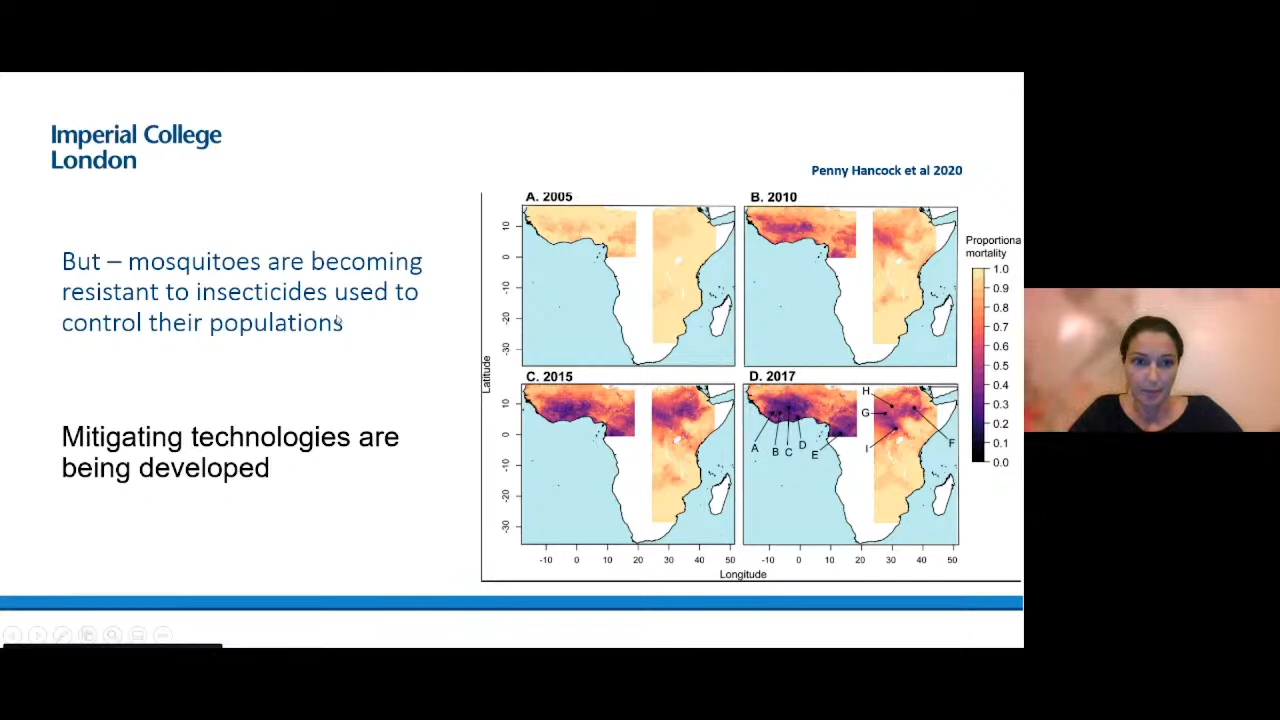 Imperial College
London
Penny Hancock et al 2020
But – mosquitoes are becoming
resistant to insecticides used to
control their populations
Mitigating technologies are
being developed
A. 2005
B. 2010
C. 2015
D. 2017
Latitude
10
0
-10
-20
-30
10
0
-10
-20
-30
A
B
C
D
E
F
G
H
I
-10 0 10 20 30 40 50
-10 0 10 20 30 40 50
Longitude
Proportiona
mortality
1.0
0.9
0.8
0.7
0.6
0.5
0.4
0.3
0.2
0.1
0.0